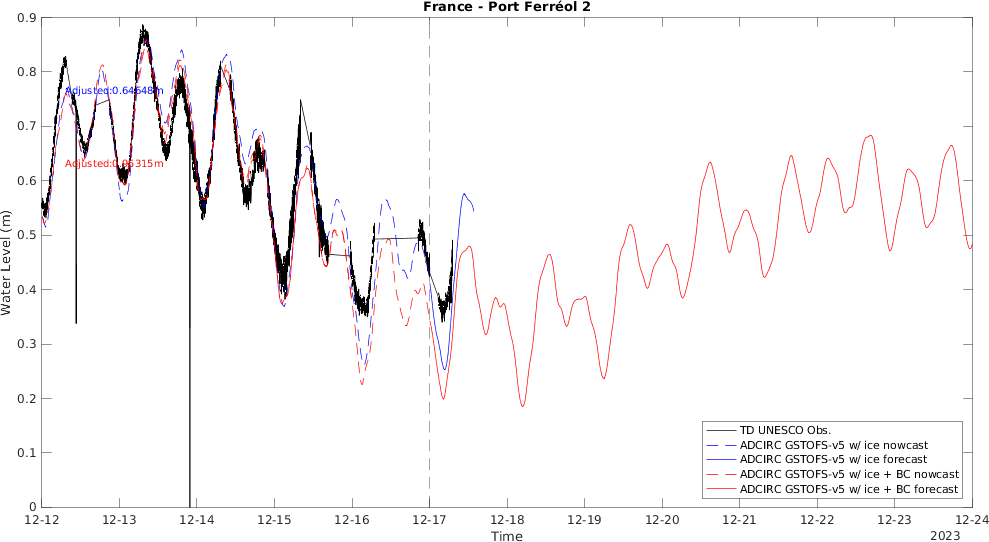 France - Port Ferréol 2
Water Level (m)
0.9
0.8
0.7
0.6
0.5
0.4
0.3
0.2
0.1
0
Adjusted:0.64648m
Adjusted:0.65315m
TD UNESCO Obs.
ADCIRC GSTOFS-v5 w/ ice nowcast
ADCIRC GSTOFS-v5 w/ ice forecast
ADCIRC GSTOFS-v5 w/ ice + BC nowcast
ADCIRC GSTOFS-v5 w/ ice + BC forecast
12-12 12-13 12-14 12-15 12-16 12-17 12-18 12-19 12-20 12-21 12-22 12-23 12-24
Time
2023